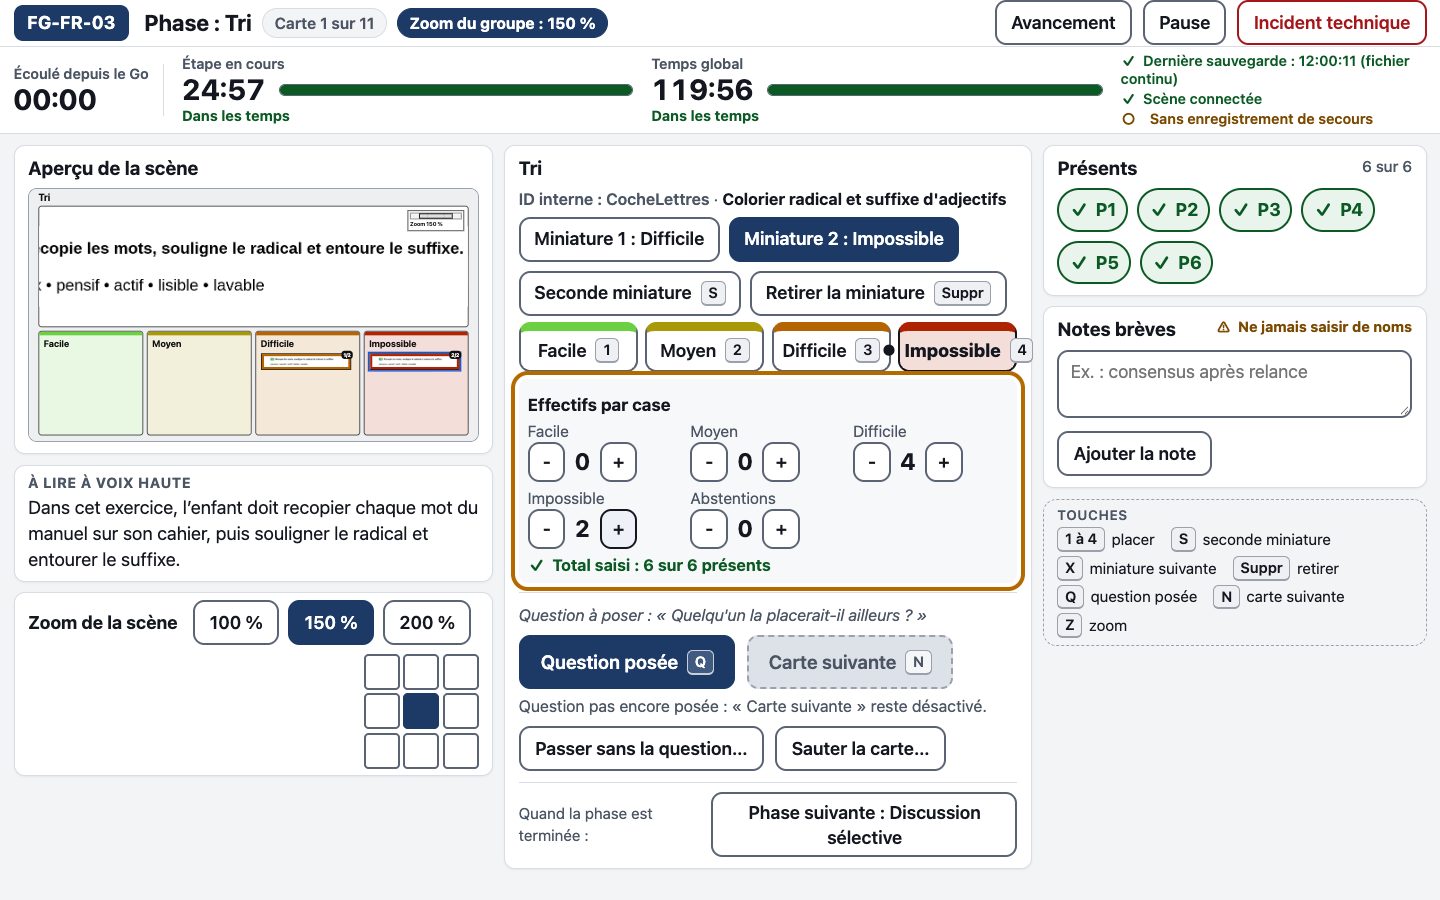 FG-FR-03
Phase : Tri
Carte 1 sur 11
Zoom du groupe : 150 %
Avancement
Pause
Incident technique
Écoulé depuis le Go
00:00
Étape en cours
24:57
Dans les temps
Temps global
119:56
Dans les temps
Dernière sauvegarde : 12:00:11 (fichier
continu)
Scène connectée
Sans enregistrement de secours
Aperçu de la scène
Tri
Zoom 150 %
copie les mots, souligne le radical et entoure le suffixe.
• pensif • actif • lisible • lavable
Facile
Moyen
Difficile
1/2
Impossible
2/2
À LIRE À VOIX HAUTE
Dans cet exercice, l’enfant doit recopier chaque mot du
manuel sur son cahier, puis souligner le radical et
entourer le suffixe.
Zoom de la scène
100 %
150 %
200 %
Tri
ID interne : CocheLettres · Colorier radical et suffixe d'adjectifs
Miniature 1 : Difficile
Miniature 2 : Impossible
Seconde miniature S
Retirer la miniature Suppr
Facile 1
Moyen 2
Difficile 3
Impossible 4
Effectifs par case
Facile
- 0 +
Moyen
- 0 +
Difficile
- 4 +
Impossible
- 2 +
Abstentions
- 0 +
Total saisi : 6 sur 6 présents
Question à poser : « Quelqu'un la placerait-il ailleurs ? »
Question posée Q
Carte suivante N
Question pas encore posée : « Carte suivante » reste désactivé.
Passer sans la question...
Sauter la carte...
Quand la phase est
terminée :
Phase suivante : Discussion
sélective
Présents
6 sur 6
P1
P2
P3
P4
P5
P6
Notes brèves
Ne jamais saisir de noms
Ex. : consensus après relance
Ajouter la note
TOUCHES
1 à 4 placer S seconde miniature
X miniature suivante Suppr retirer
Q question posée N carte suivante
Z zoom